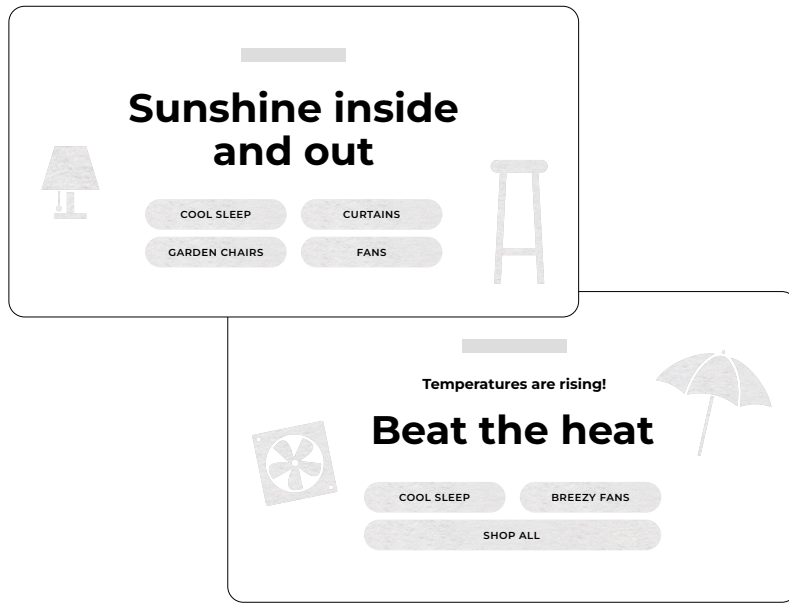 Sunshine inside
and out
COOL SLEEP
CURTAINS
GARDEN CHAIRS
FANS
Temperatures are rising!
Beat the heat
COOL SLEEP
BREEZY FANS
SHOP ALL